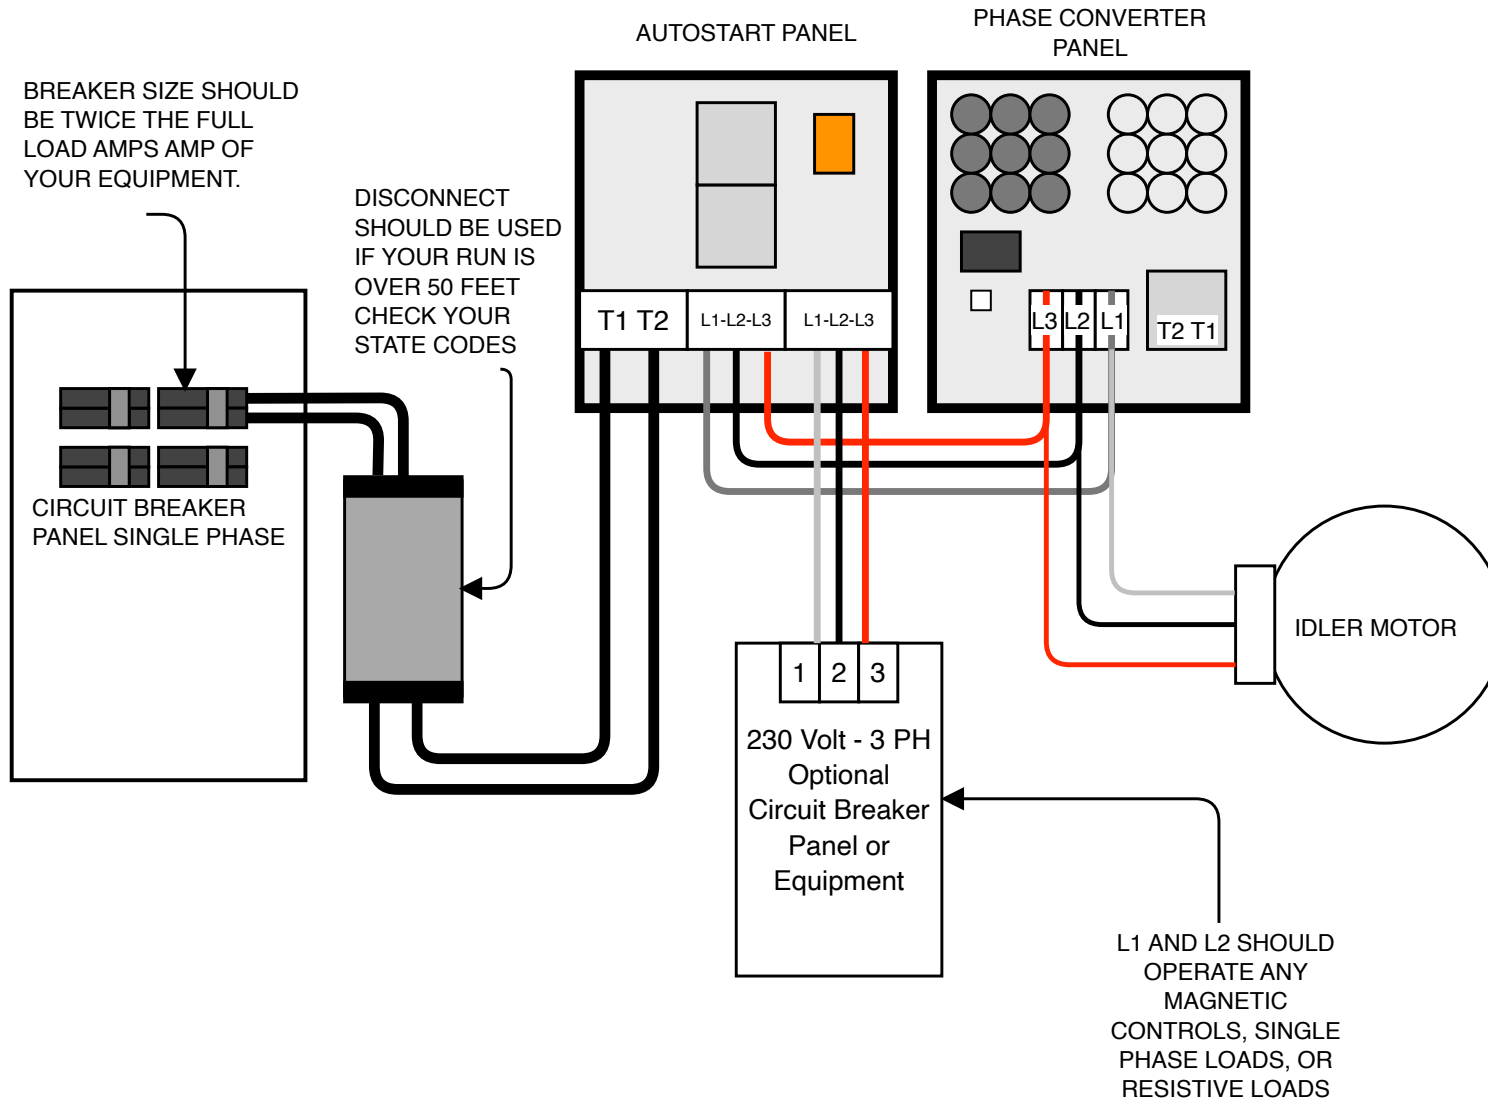 AUTOSTART PANEL
PHASE CONVERTER
PANEL
BREAKER SIZE SHOULD
BE TWICE THE FULL
LOAD AMPS AMP OF
YOUR EQUIPMENT.
DISCONNECT
SHOULD BE USED
IF YOUR RUN IS
OVER 50 FEET
CHECK YOUR
STATE CODES
T1 T2
L1-L2-L3
L1-L2-L3
L3
L2
L1
T2 T1
CIRCUIT BREAKER
PANEL SINGLE PHASE
IDLER MOTOR
1
2
3
230 Volt - 3 PH
Optional
Circuit Breaker
Panel or
Equipment
L1 AND L2 SHOULD
OPERATE ANY
MAGNETIC
CONTROLS, SINGLE
PHASE LOADS, OR
RESISTIVE LOADS